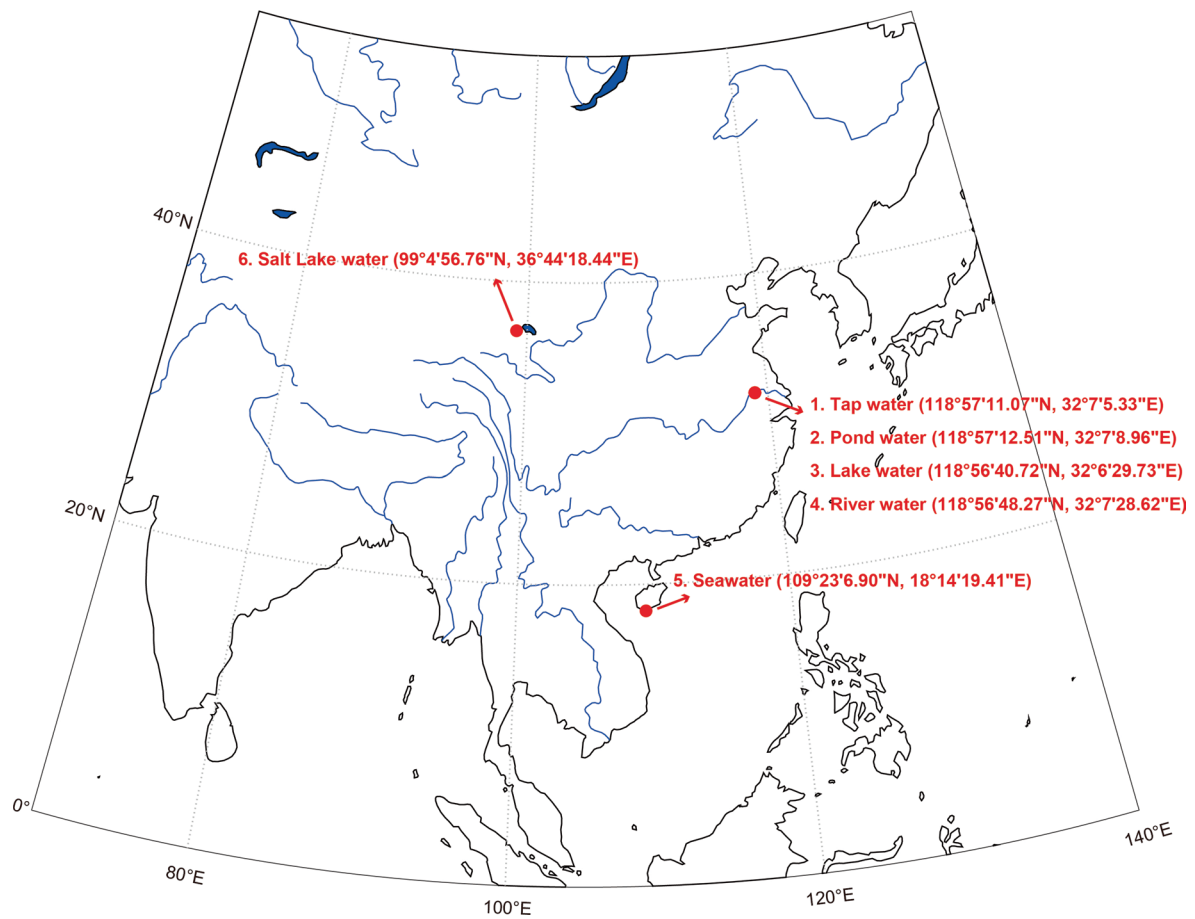 40°N
6. Salt Lake water (99°4'56.76"N, 36°44'18.44"E)
1. Tap water (118°57'11.07"N, 32°7'5.33"E)
2. Pond water (118°57'12.51"N, 32°7'8.96"E)
3. Lake water (118°56'40.72"N, 32°6'29.73"E)
4. River water (118°56'48.27"N, 32°7'28.62"E)
20°N
5. Seawater (109°23'6.90"N, 18°14'19.41"E)
0°
80°E
100°E
120°E
140°E